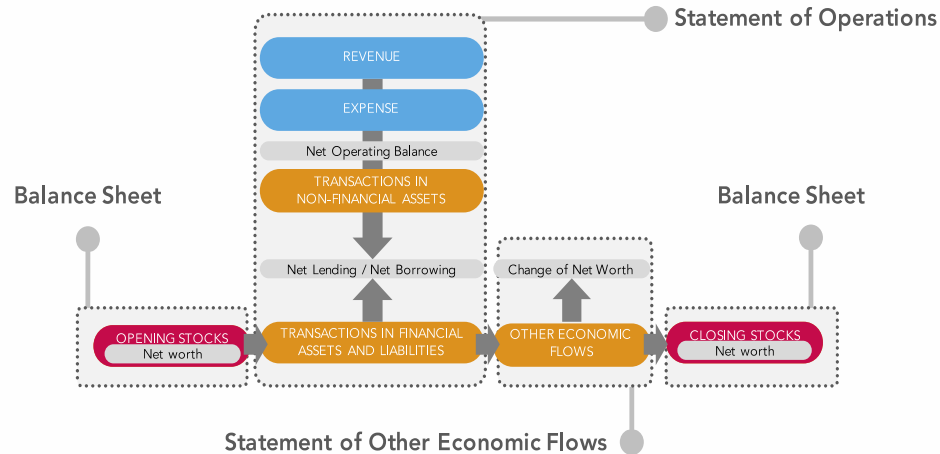 Statement of Operations
REVENUE
EXPENSE
Net Operating Balance
TRANSACTIONS IN
NON-FINANCIAL ASSETS
Balance Sheet
Balance Sheet
Net Lending / Net Borrowing
Change of Net Worth
OPENING STOCKS
Net worth
TRANSACTIONS IN FINANCIAL
ASSETS AND LIABILITIES
OTHER ECONOMIC
FLOWS
CLOSING STOCKS
Net worth
Statement of Other Economic Flows